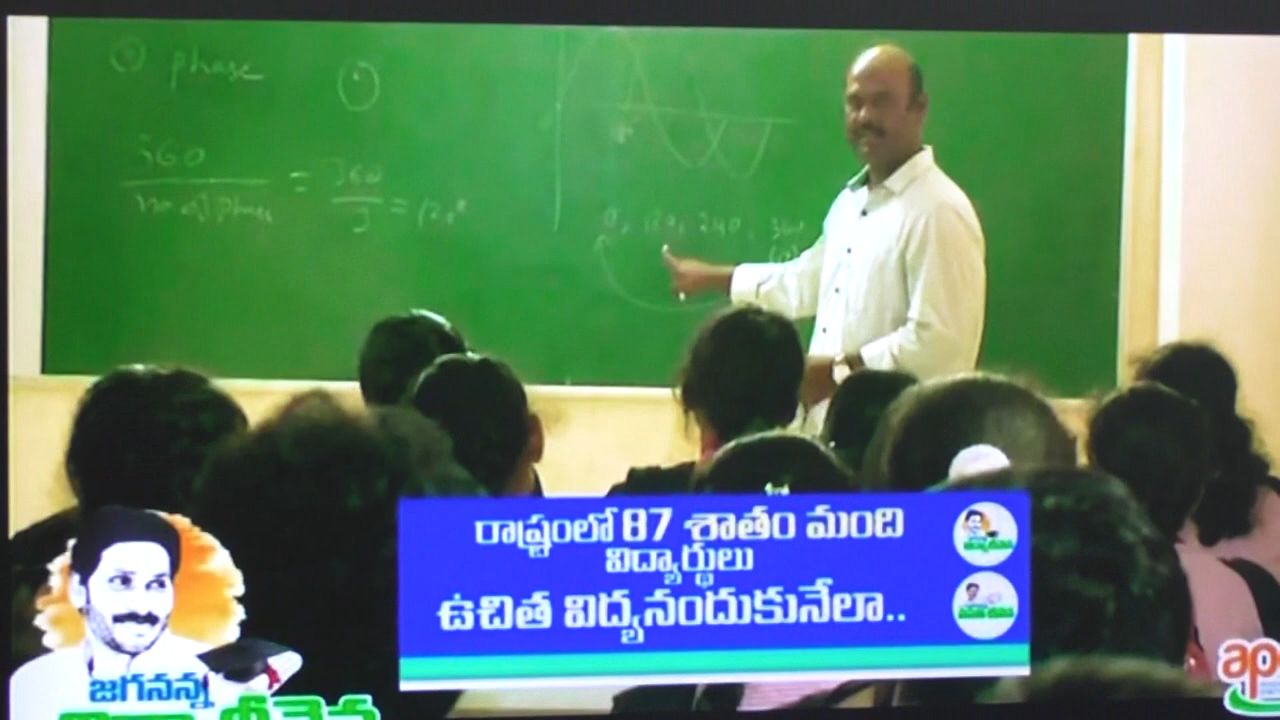 phase
360
no of phase
= 360
3
= 120°
0, 120, 240, 360
రాష్ట్రంలో 87 శాతం మంది
విద్యార్థులు
ఉచిత విద్యనందుకునేలా..
జగనన్న
ap